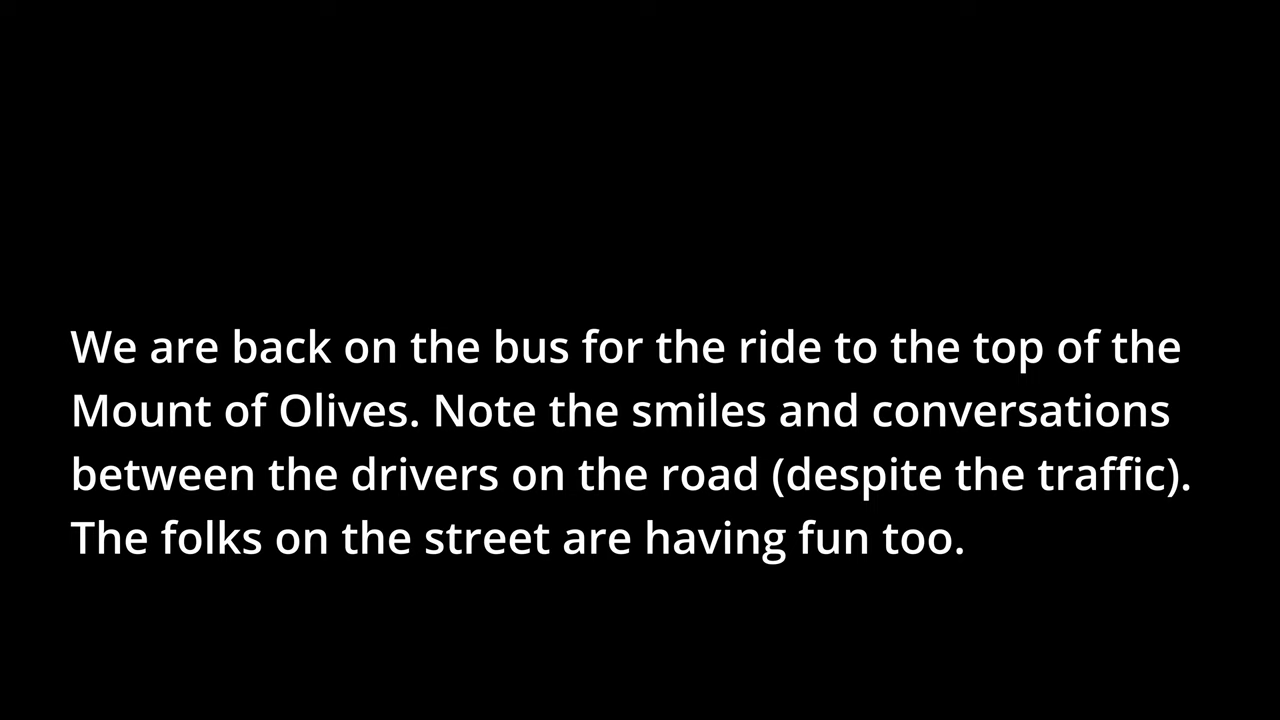 We are back on the bus for the ride to the top of the
Mount of Olives. Note the smiles and conversations
between the drivers on the road (despite the traffic).
The folks on the street are having fun too.